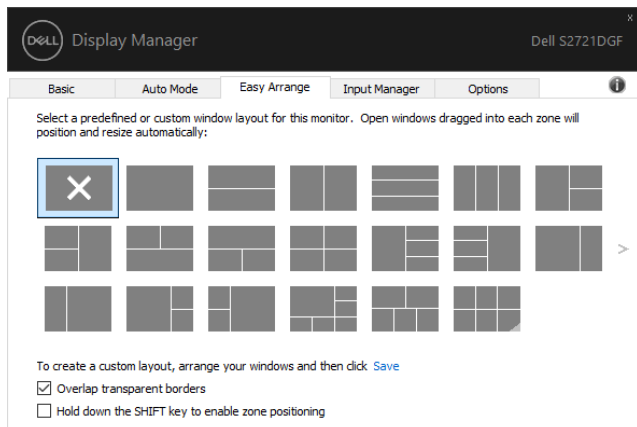 DELL Display Manager
x
Dell S2721DGF
Basic Auto Mode Easy Arrange Input Manager Options i
Select a predefined or custom window layout for this monitor. Open windows dragged into each zone will
position and resize automatically:
>
To create a custom layout, arrange your windows and then click Save
Overlap transparent borders
Hold down the SHIFT key to enable zone positioning